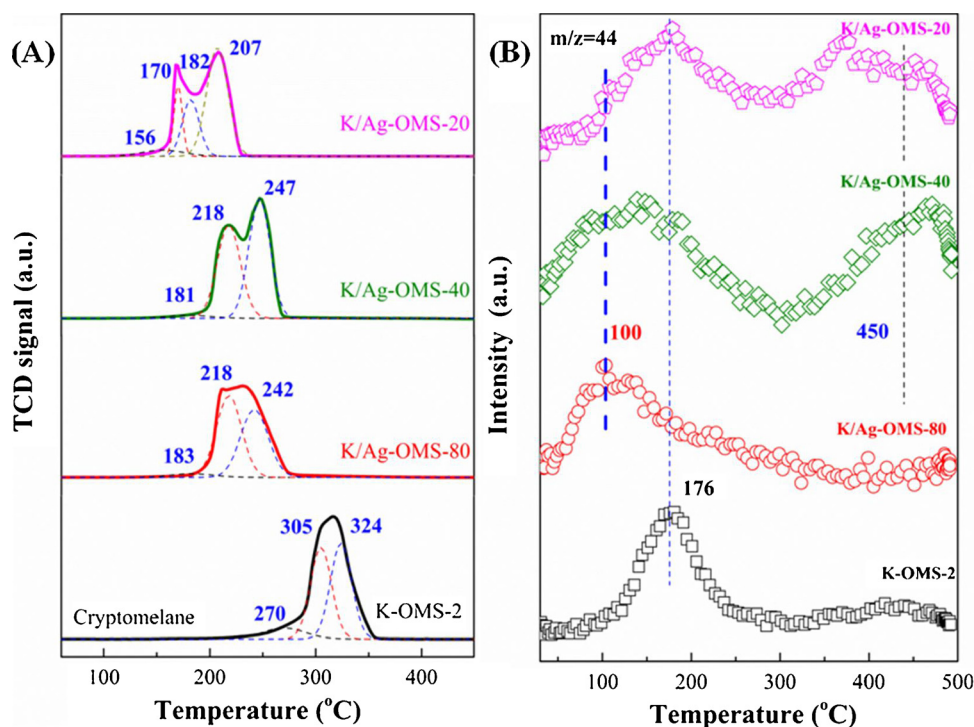 (A)
170
182
207
156
K/Ag-OMS-20
218
247
181
K/Ag-OMS-40
218
242
183
K/Ag-OMS-80
305
324
270
Cryptomelane
K-OMS-2
TCD signal (a.u.)
100
200
300
400
Temperature (°C)
(B)
m/z=44
K/Ag-OMS-20
K/Ag-OMS-40
100
450
K/Ag-OMS-80
176
K-OMS-2
Intensity (a.u.)
100
200
300
400
500
Temperature (°C)